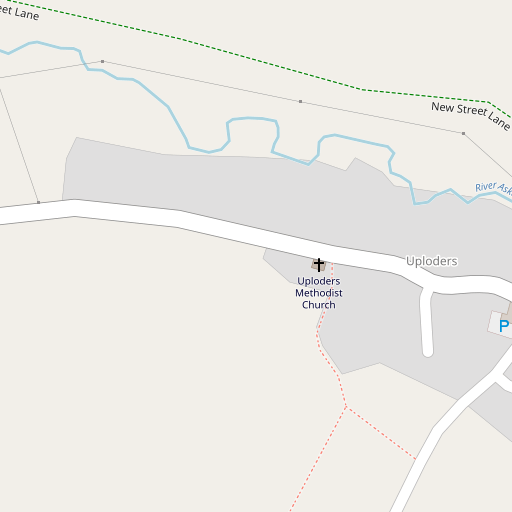 eet Lane
New Street Lane
River Ask
Uploders
Uploders
Methodist
Church
P